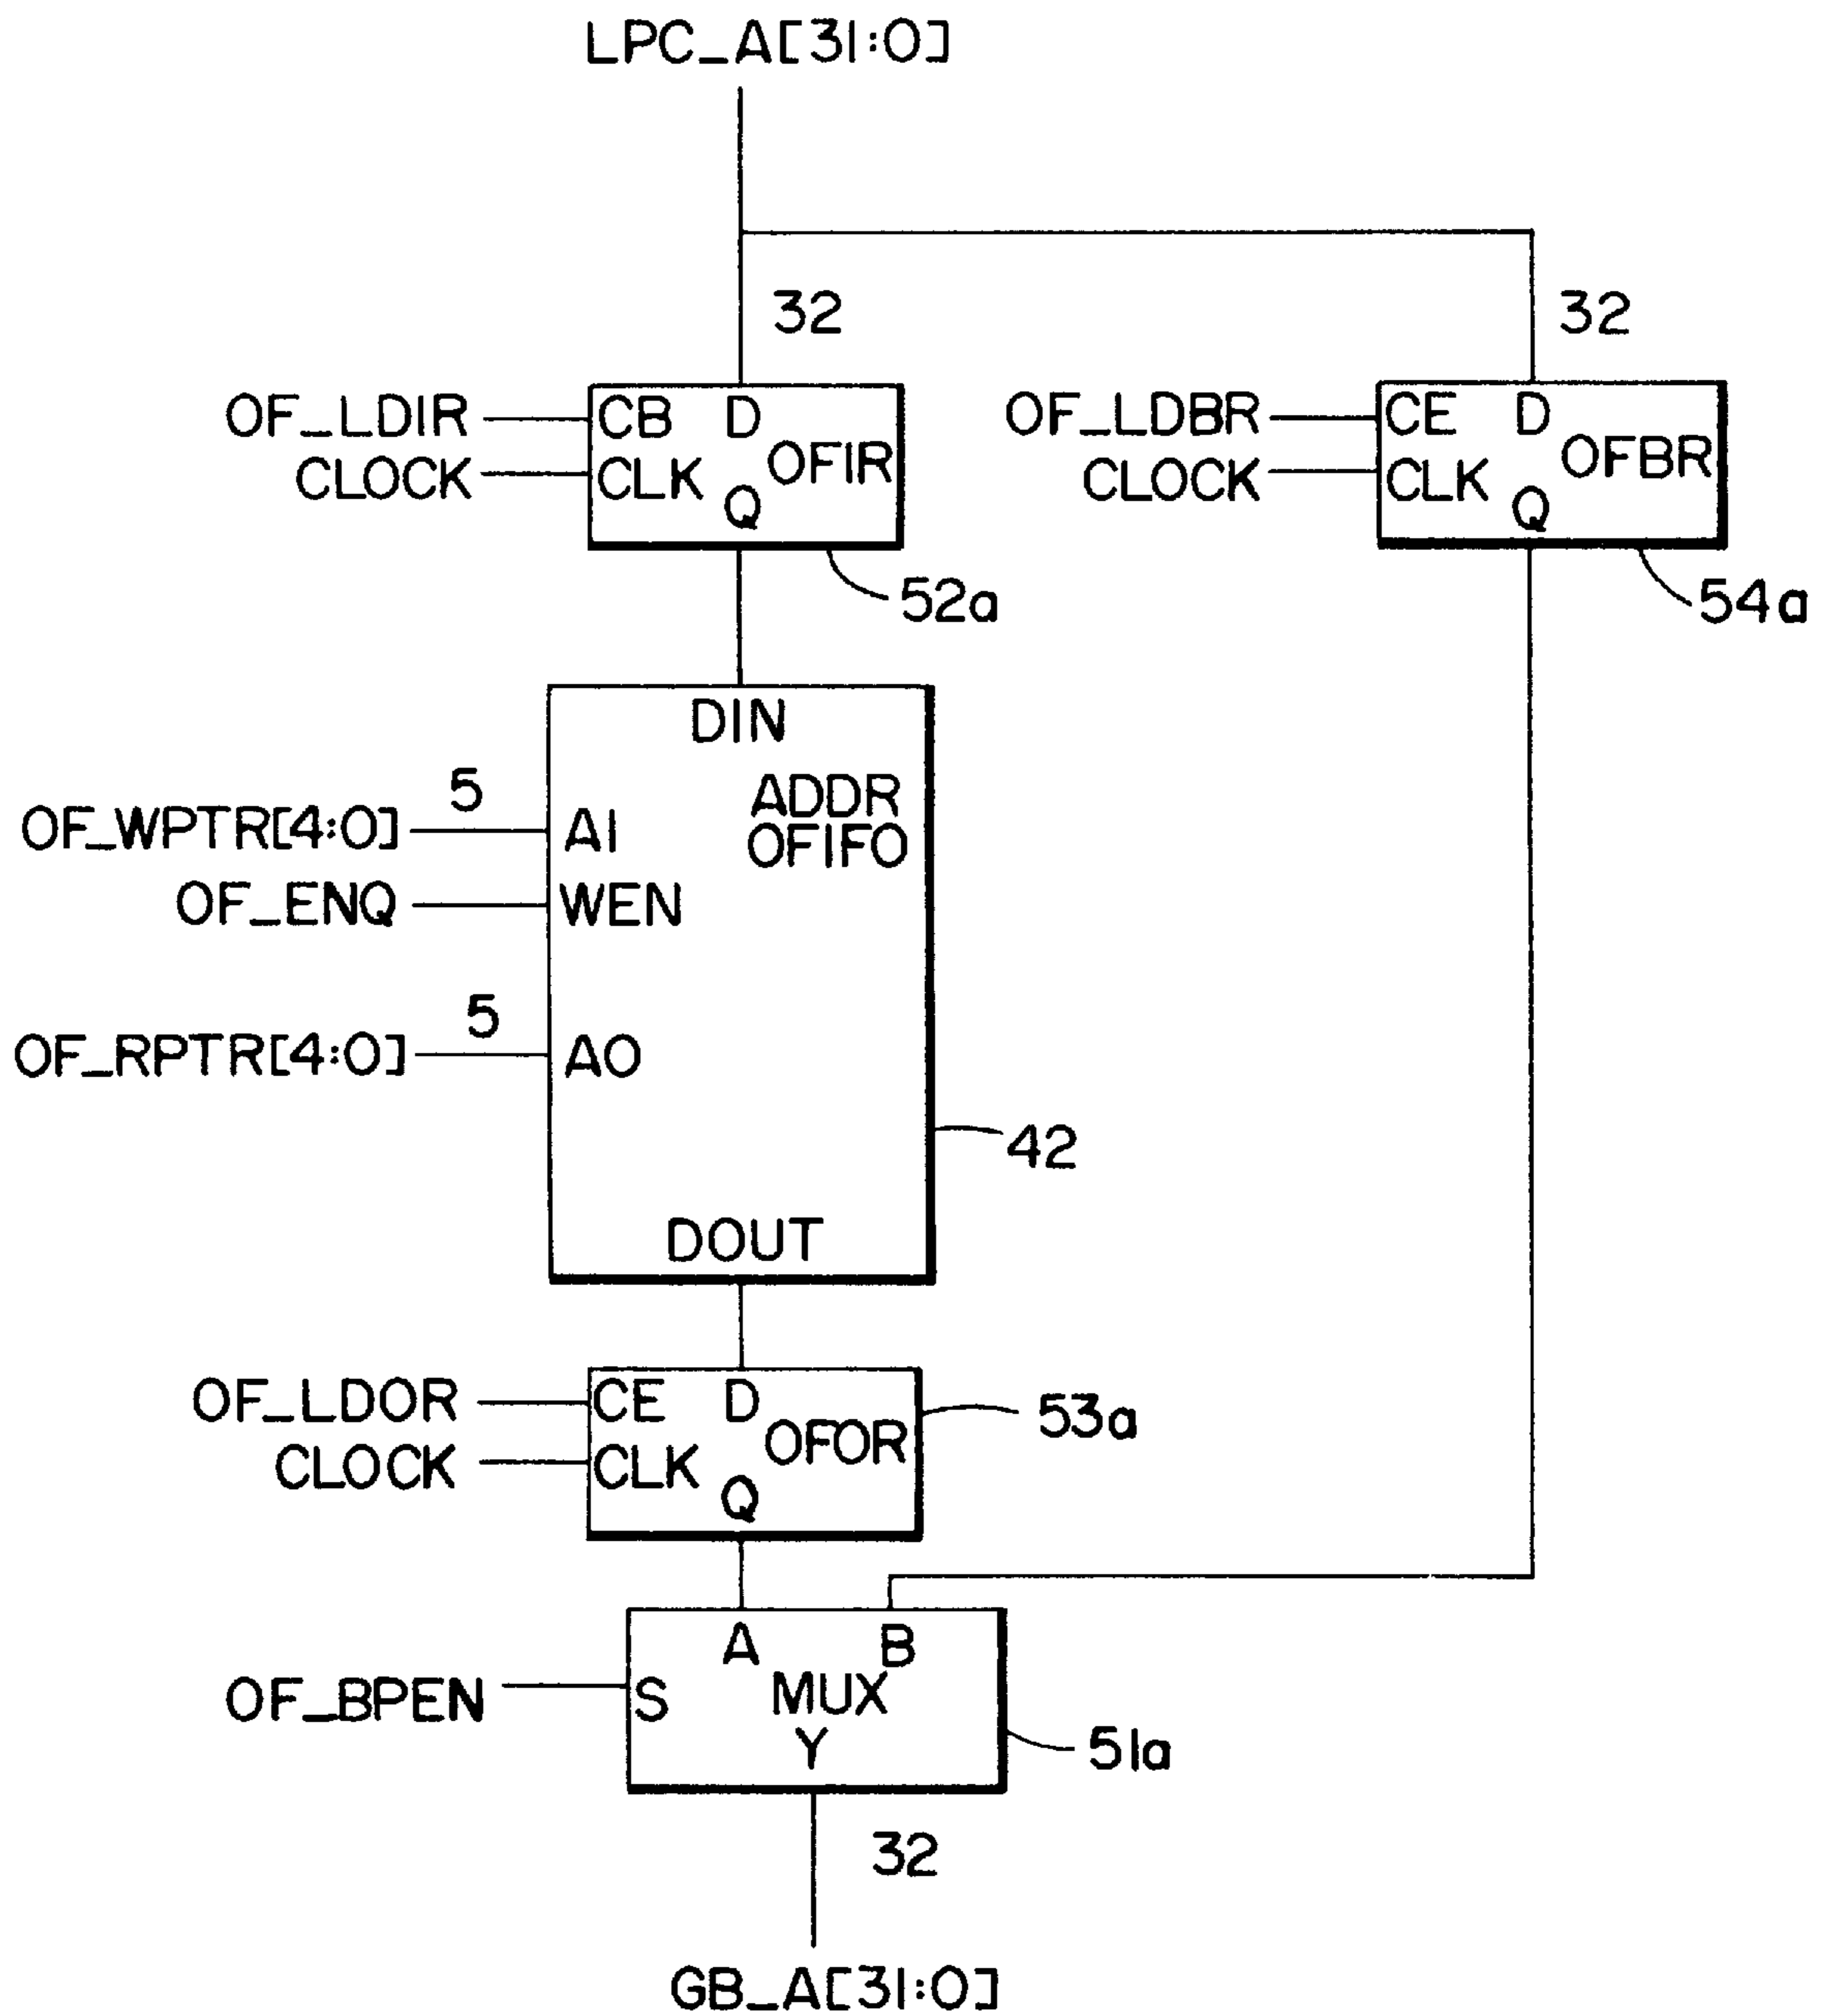 LPC_A[31:0]
32
32
OF_LDIR
CB
D
OFIR
CLOCK
CLK
Q
52a
OF_LDBR
CE
D
OFBR
CLOCK
CLK
Q
54a
DIN
ADDR
OFIFO
OF_WPTR[4:0]
5
AI
OF_ENQ
WEN
OF_RPTR[4:0]
5
AO
42
DOUT
OF_LDOR
CE
D
OFOR
CLOCK
CLK
Q
53a
A
B
OF_BPEN
S
MUX
Y
51a
32
GB_A[31:0]